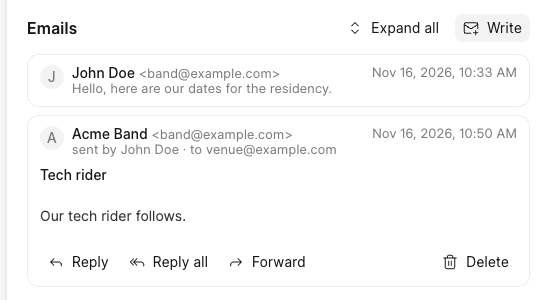 Emails
Expand all
Write
J
John Doe <band@example.com>
Nov 16, 2026, 10:33 AM
Hello, here are our dates for the residency.
A
Acme Band <band@example.com>
Nov 16, 2026, 10:50 AM
sent by John Doe · to venue@example.com
Tech rider
Our tech rider follows.
Reply
Reply all
Forward
Delete